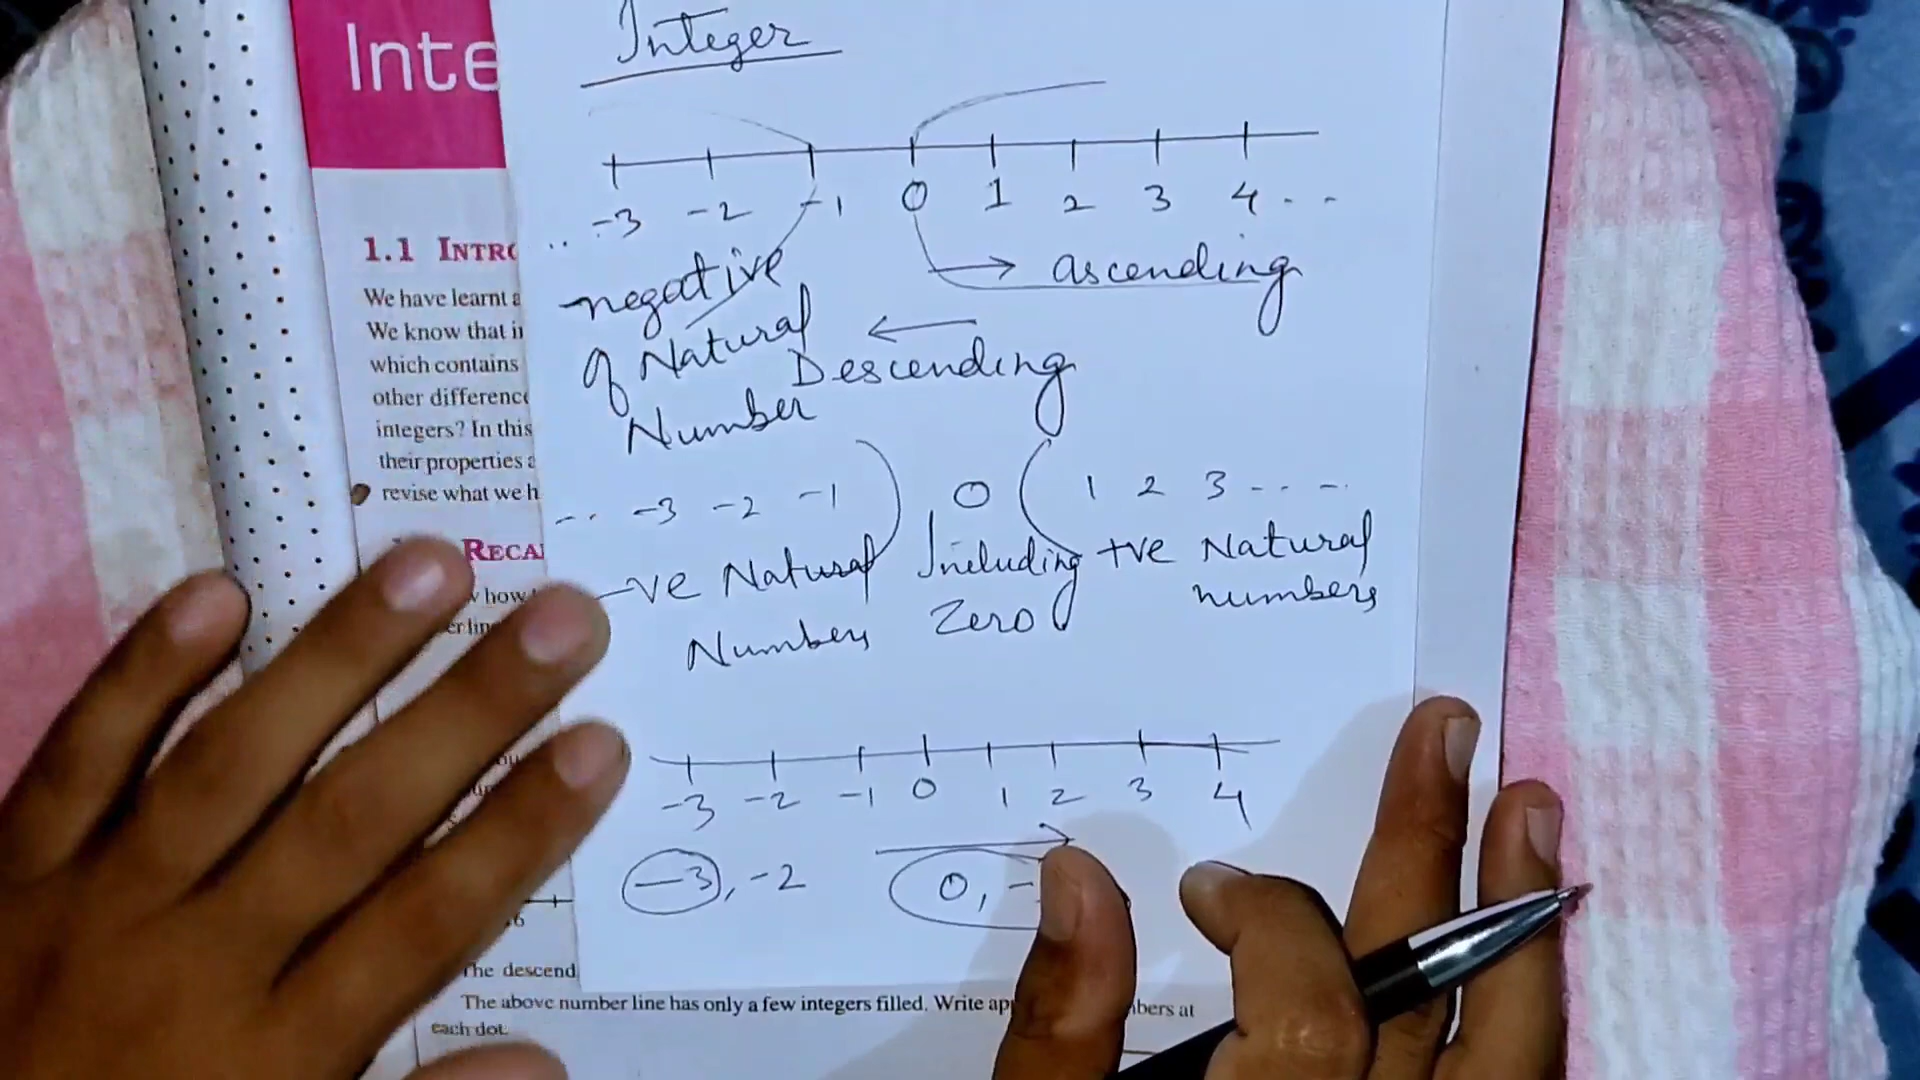 Inte
Integer
-3 -2 -1 0 1 2 3 4 - -
.. negative
of Natural
Number
→ ascending
← Descending
1.1 INTRO
We have learnt a
We know that in
which contains
other difference
integers? In this
their properties a
revise what we h
RECA
how
er lin
-- -3 -2 -1 0 1 2 3 -- -
-ve Natural Including +ve Natural
Numbers Zero numbers
-3 -2 -1 0 1 2 3 4
-3, -2 0, -
6
The descend
The above number line has only a few integers filled. Write ap mbers at
each dot.